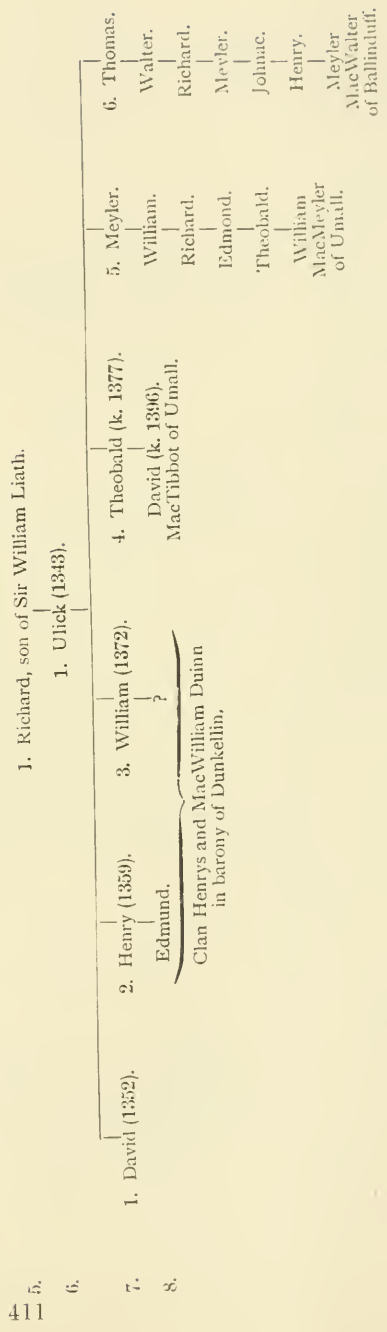 411
5.
1. Richard, son of Sir William Liath.
6.
1. Ulick (1343).
7.
1. David (1352).
2. Henry (1359).
3. William (1372).
4. Theobald (k. 1377).
5. Meyler.
6. Thomas.
8.
Edmund.
?
David (k. 1396).
MacTibbot of Umall.
William.
Walter.
Clan Henrys and MacWilliam Duinn
in barony of Dunkellin,
Richard.
Richard.
Edmond.
Meyler.
Theobald.
Johnac.
William
MacMeyler
of Umall.
Henry.
Meyler
MacWalter
of Ballinduff.